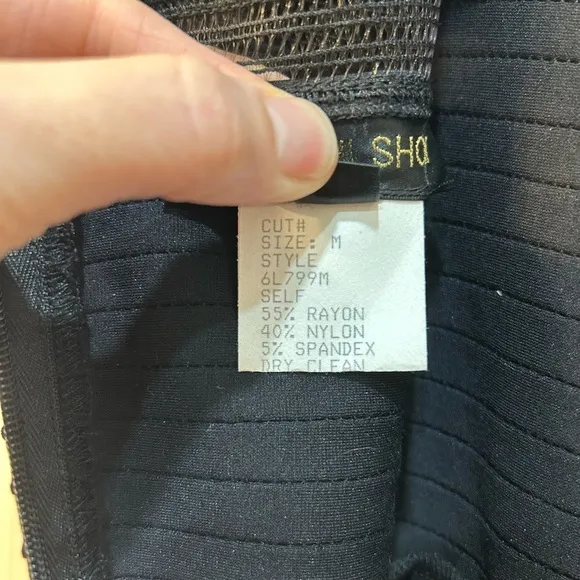 SHO
CUT#
SIZE: M
STYLE
6L799M
SELF
55% RAYON
40% NYLON
5% SPANDEX
DRY CLEAN